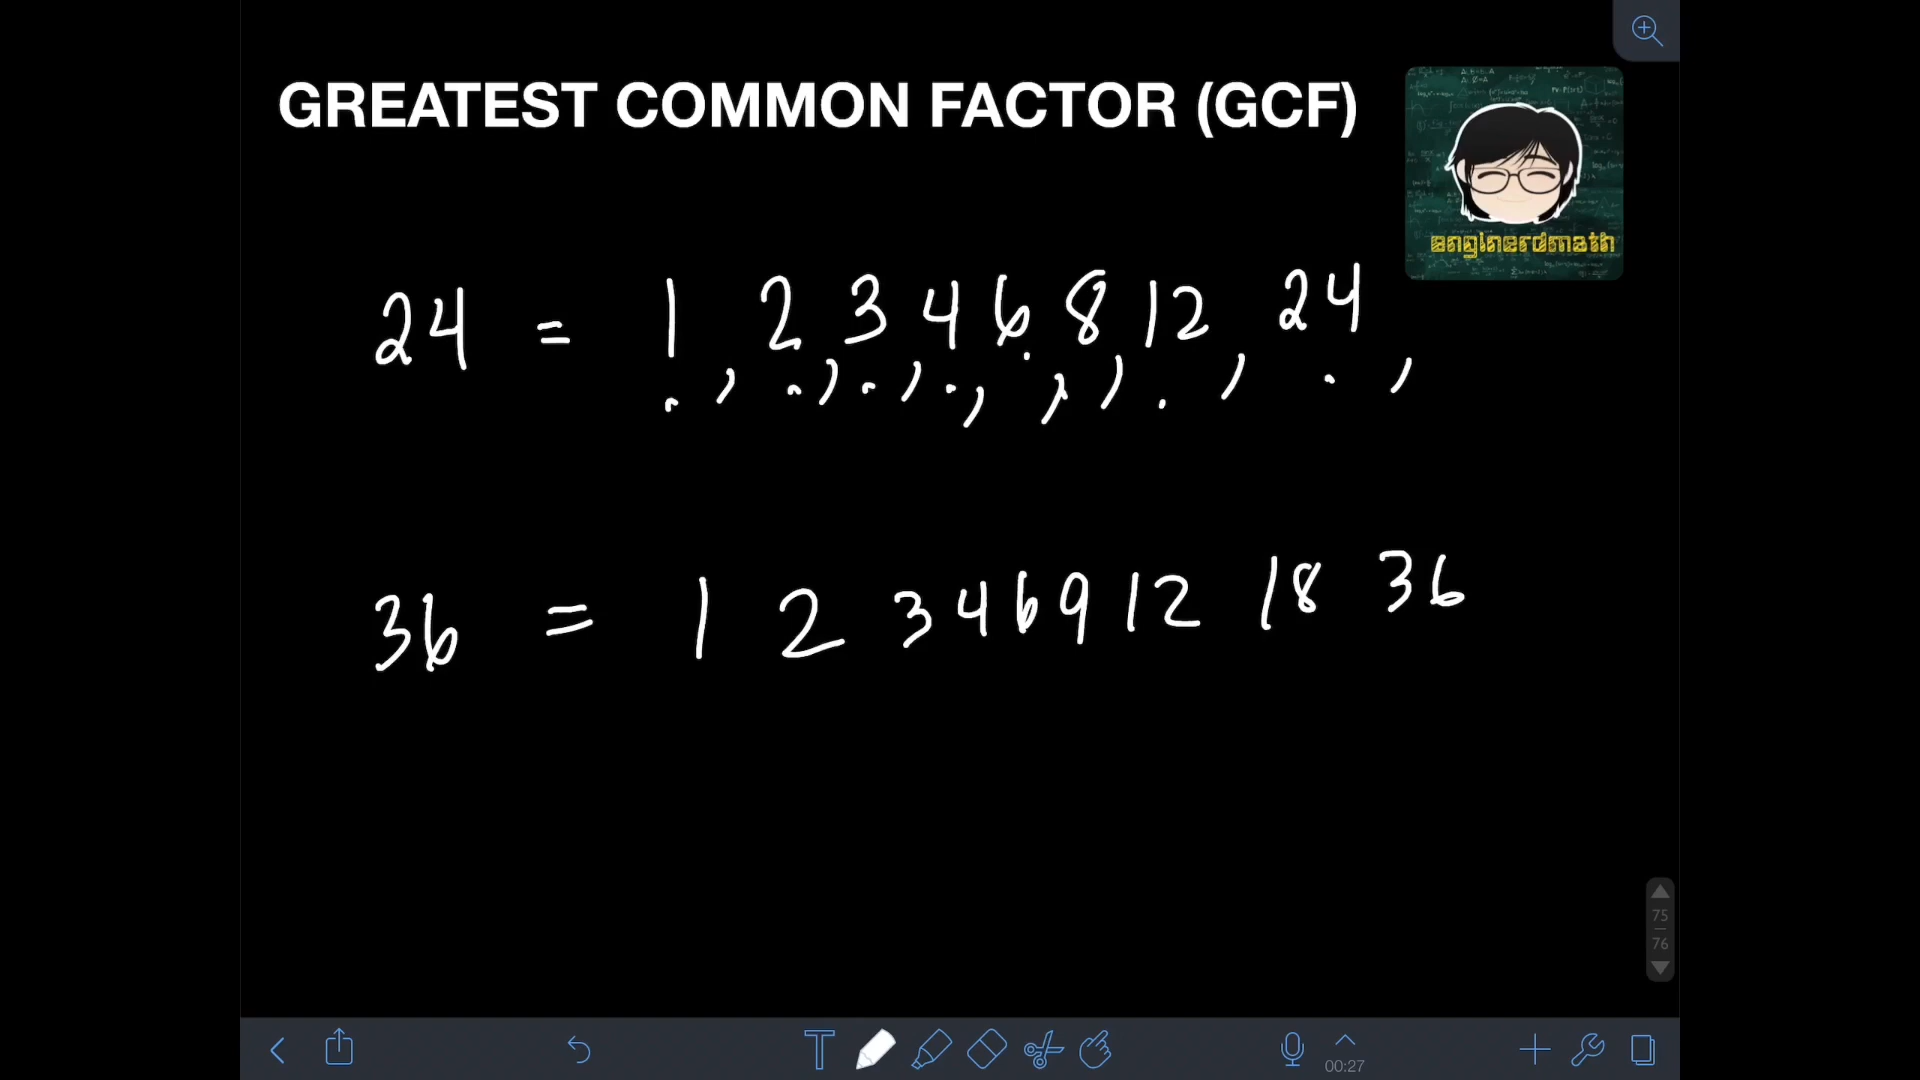 GREATEST COMMON FACTOR (GCF)
enginerdmath
24 = 1, 2, 3, 4, 6, 8, 12, 24,
36 = 1 2 3 4 6 9 12 18 36
75
76
T
00:27